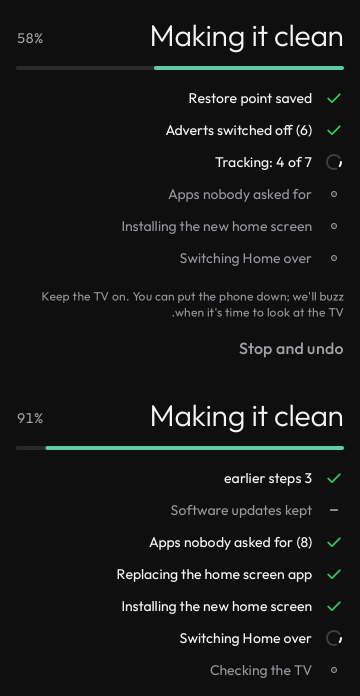 58%
Making it clean
Restore point saved
Adverts switched off (6)
Tracking: 4 of 7
Apps nobody asked for
Installing the new home screen
Switching Home over
Keep the TV on. You can put the phone down; we'll buzz
.when it's time to look at the TV
Stop and undo
91%
Making it clean
earlier steps 3
Software updates kept
Apps nobody asked for (8)
Replacing the home screen app
Installing the new home screen
Switching Home over
Checking the TV